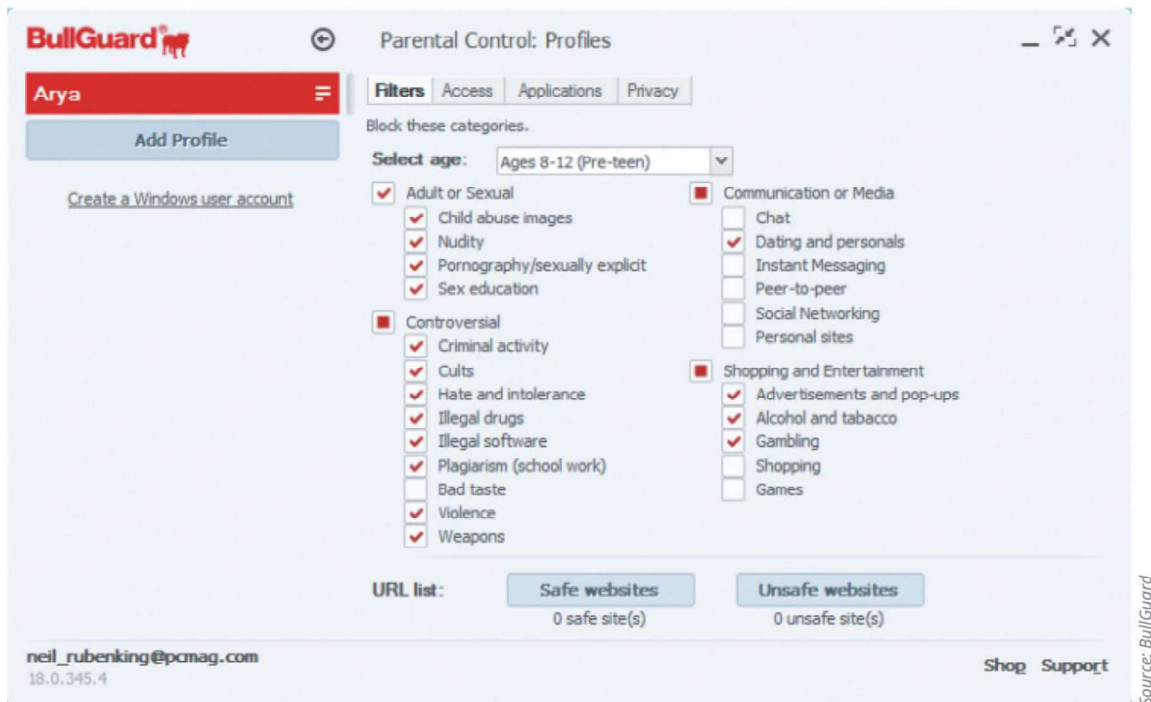 BullGuard®
Parental Control: Profiles
Arya
Add Profile
Create a Windows user account
Filters Access Applications Privacy
Block these categories.
Select age: Ages 8-12 (Pre-teen)
Adult or Sexual
Child abuse images
Nudity
Pornography/sexually explicit
Sex education
Controversial
Criminal activity
Cults
Hate and intolerance
Illegal drugs
Illegal software
Plagiarism (school work)
Bad taste
Violence
Weapons
Communication or Media
Chat
Dating and personals
Instant Messaging
Peer-to-peer
Social Networking
Personal sites
Shopping and Entertainment
Advertisements and pop-ups
Alcohol and tabacco
Gambling
Shopping
Games
URL list: Safe websites Unsafe websites
0 safe site(s) 0 unsafe site(s)
neil_rubenking@pcmag.com
18.0.345.4
Shop Support
Source: BullGuard